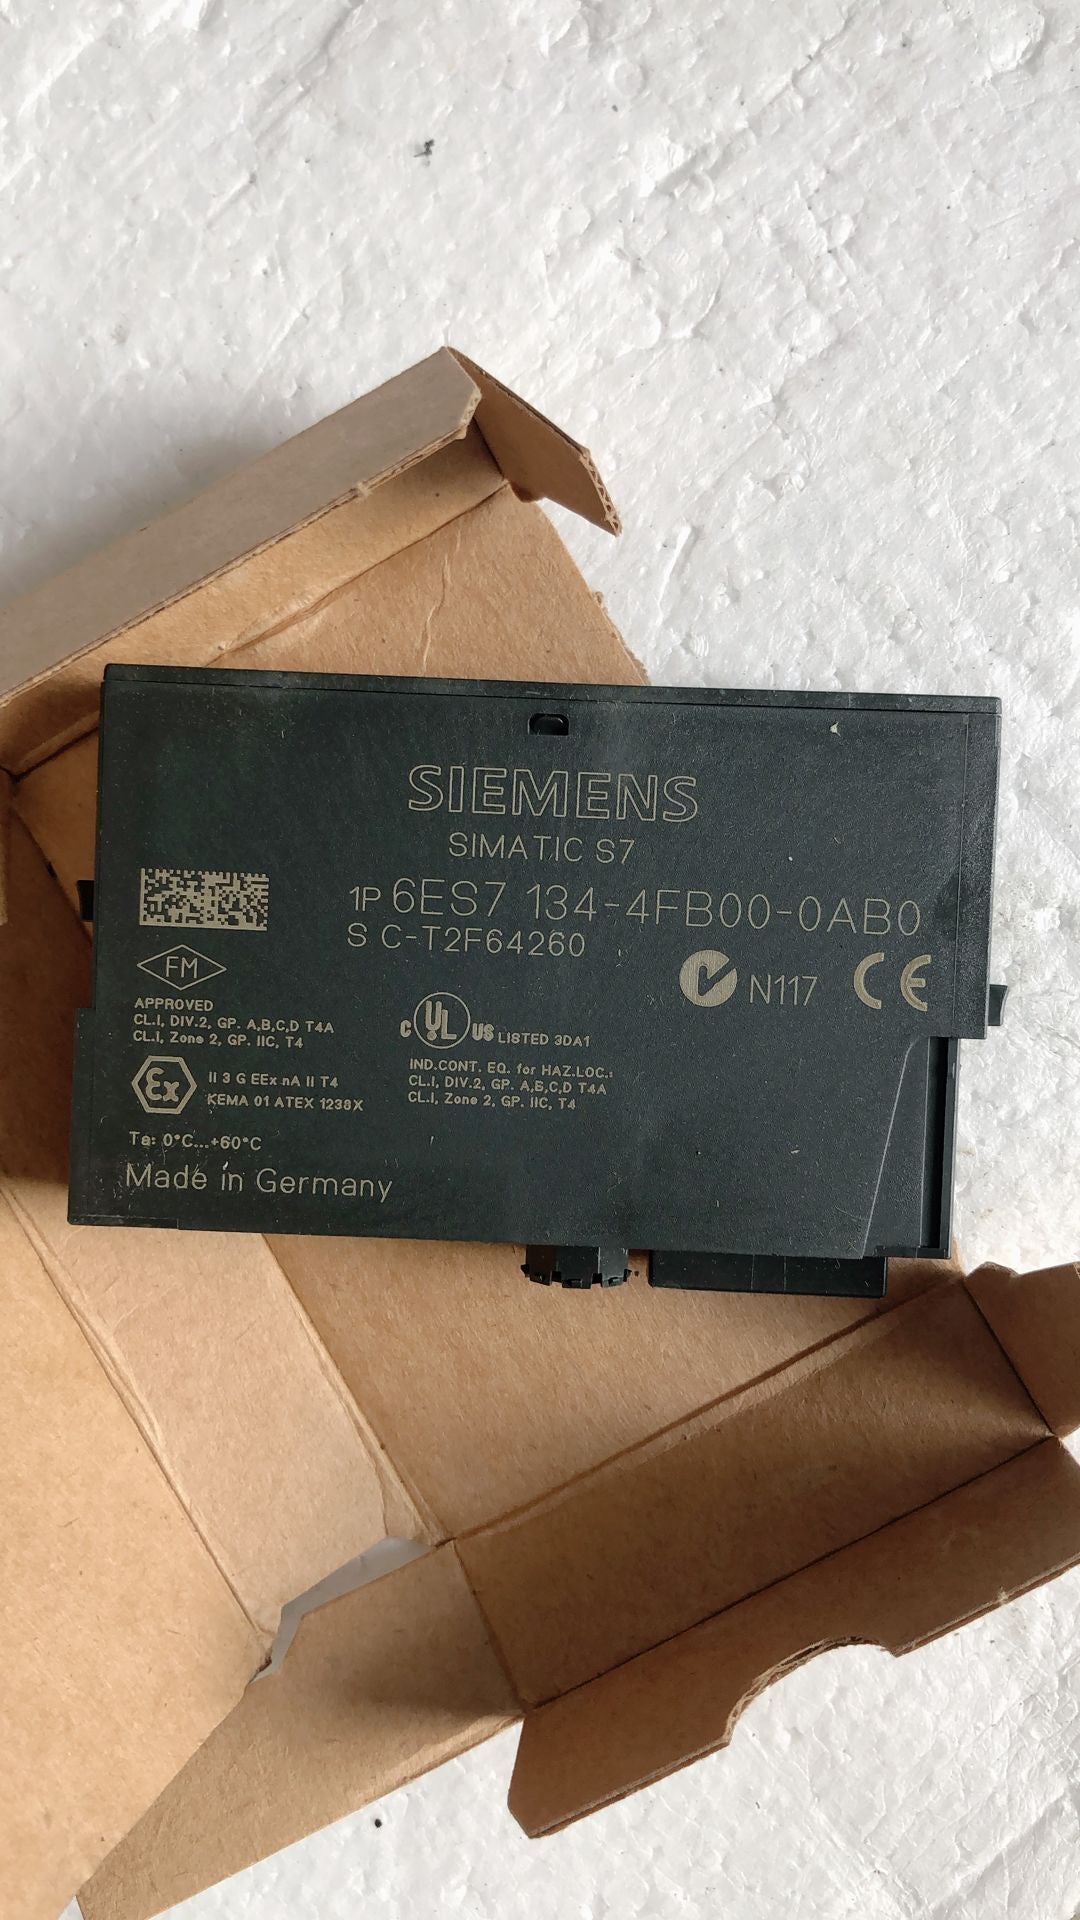 SIEMENS
SIMATIC S7
1P 6ES7 134-4FB00-0AB0
S C-T2F64260
FM
APPROVED
CL.I, DIV.2, GP. A,B,C,D T4A
CL.I, Zone 2, GP. IIC, T4
Ex
II 3 G EEx nA II T4
KEMA 01 ATEX 1238X
C UL US LISTED 3DA1
IND.CONT. EQ. for HAZ.LOC.:
CL.I, DIV.2, GP. A,B,C,D T4A
CL.I, Zone 2, GP. IIC, T4
N117 CE
Ta: 0°C...+60°C
Made in Germany